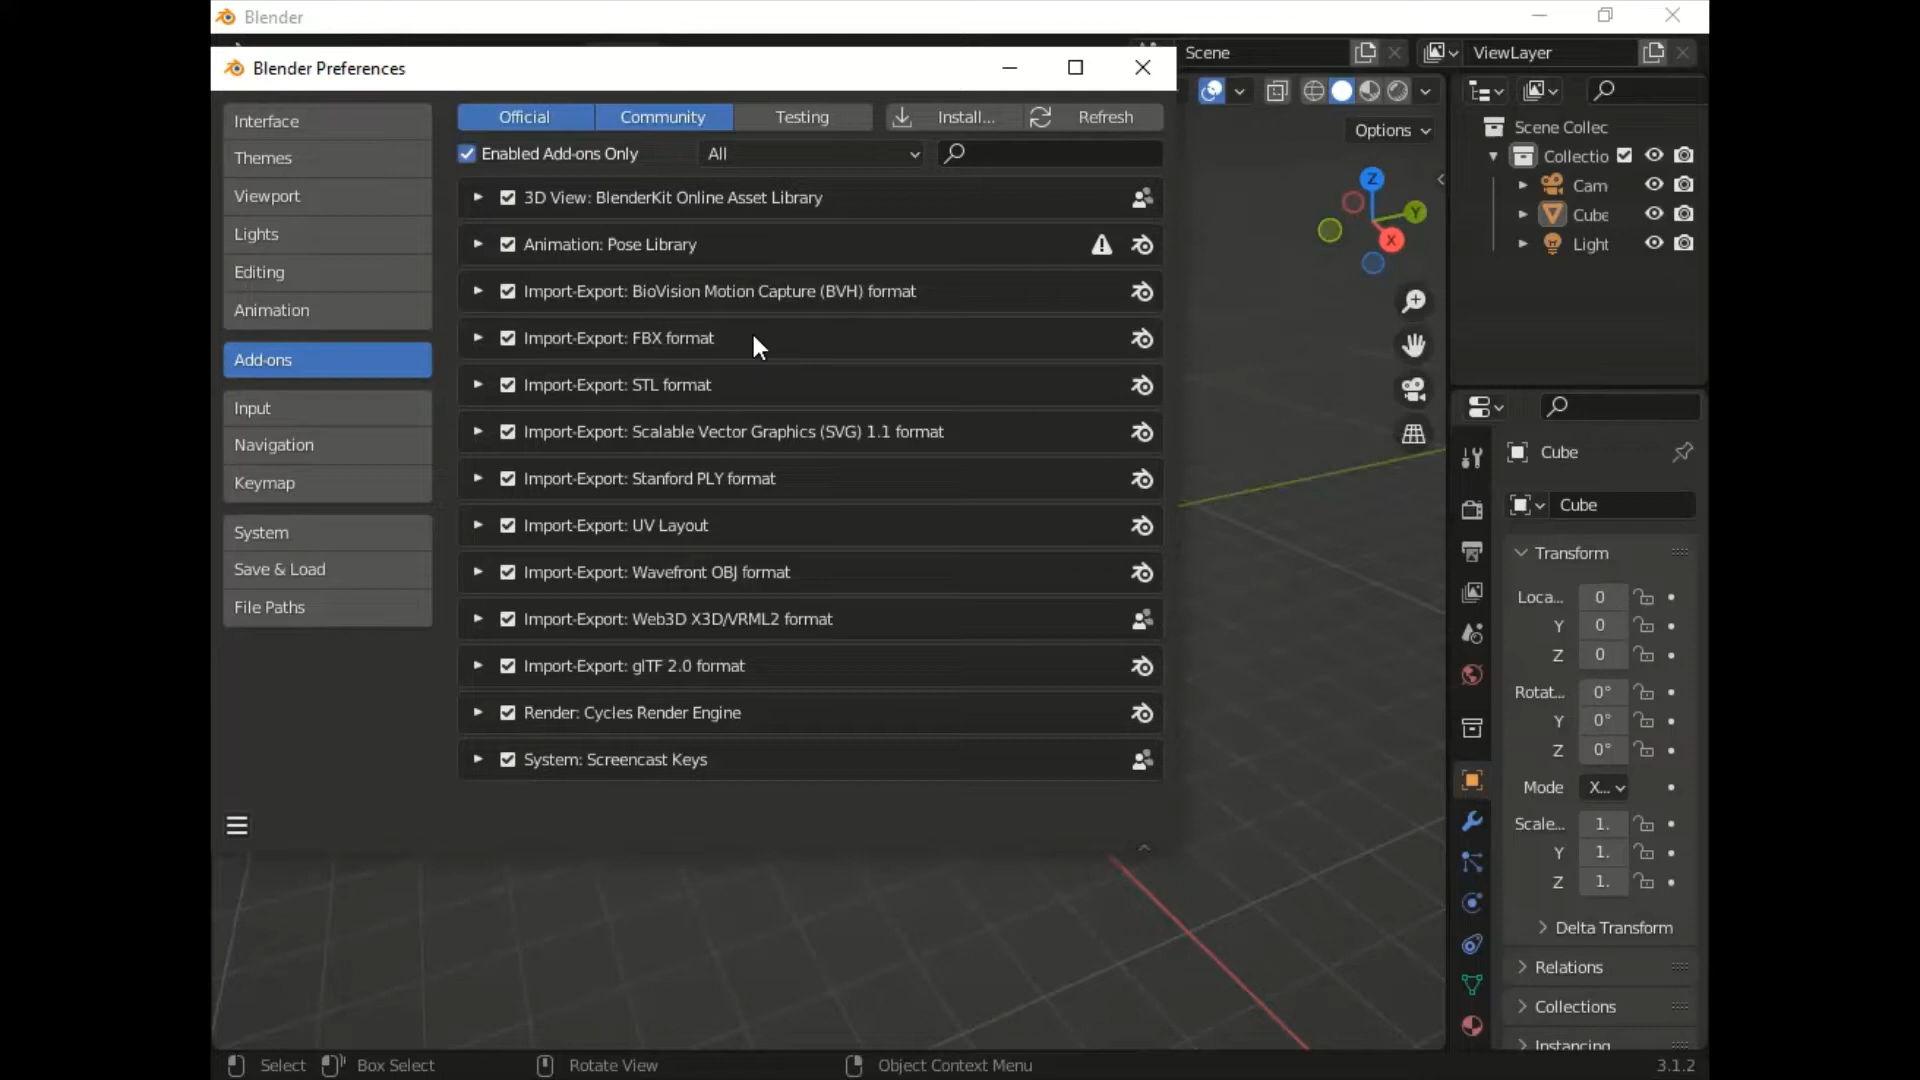 Blender
Blender Preferences
Scene
ViewLayer
Interface
Themes
Viewport
Lights
Editing
Animation
Add-ons
Input
Navigation
Keymap
System
Save & Load
File Paths
Official
Community
Testing
Install...
Refresh
Enabled Add-ons Only
All
3D View: BlenderKit Online Asset Library
Animation: Pose Library
Import-Export: BioVision Motion Capture (BVH) format
Import-Export: FBX format
Import-Export: STL format
Import-Export: Scalable Vector Graphics (SVG) 1.1 format
Import-Export: Stanford PLY format
Import-Export: UV Layout
Import-Export: Wavefront OBJ format
Import-Export: Web3D X3D/VRML2 format
Import-Export: glTF 2.0 format
Render: Cycles Render Engine
System: Screencast Keys
Options
Z
Y
X
Scene Collec
Collectio
Cam
Cube
Light
Cube
Cube
Transform
Loca... 0
Y 0
Z 0
Rotat... 0°
Y 0°
Z 0°
Mode X...
Scale... 1.
Y 1.
Z 1.
Delta Transform
Relations
Collections
Instancing
Select
Box Select
Rotate View
Object Context Menu
3.1.2